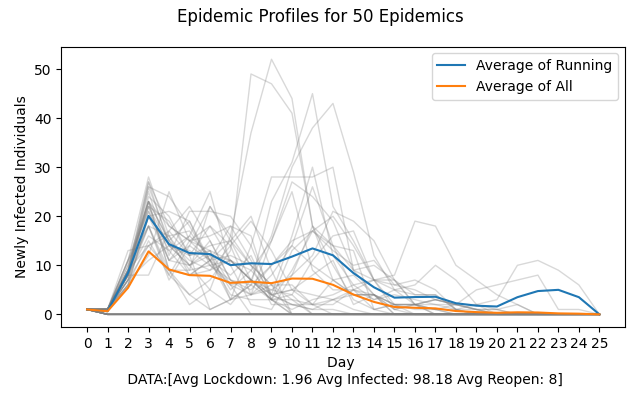 Epidemic Profiles for 50 Epidemics
Average of Running
Average of All
Newly Infected Individuals
50
40
30
20
10
0
0 1 2 3 4 5 6 7 8 9 10 11 12 13 14 15 16 17 18 19 20 21 22 23 24 25
Day
DATA:[Avg Lockdown: 1.96 Avg Infected: 98.18 Avg Reopen: 8]